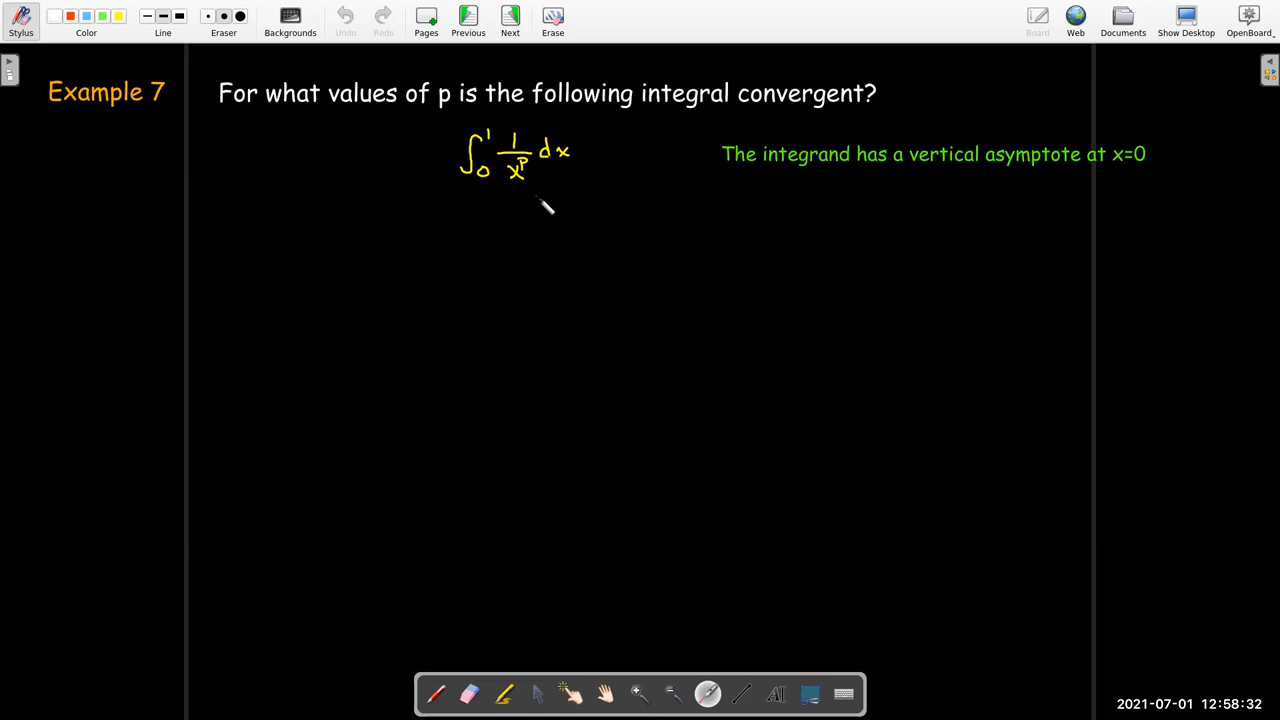 Stylus Color Line Eraser Backgrounds Undo Redo Pages Previous Next Erase Board Web Documents Show Desktop OpenBoard
Example 7 For what values of p is the following integral convergent?
∫₀¹ 1/xᵖ dx The integrand has a vertical asymptote at x=0
AI
2021-07-01 12:58:32